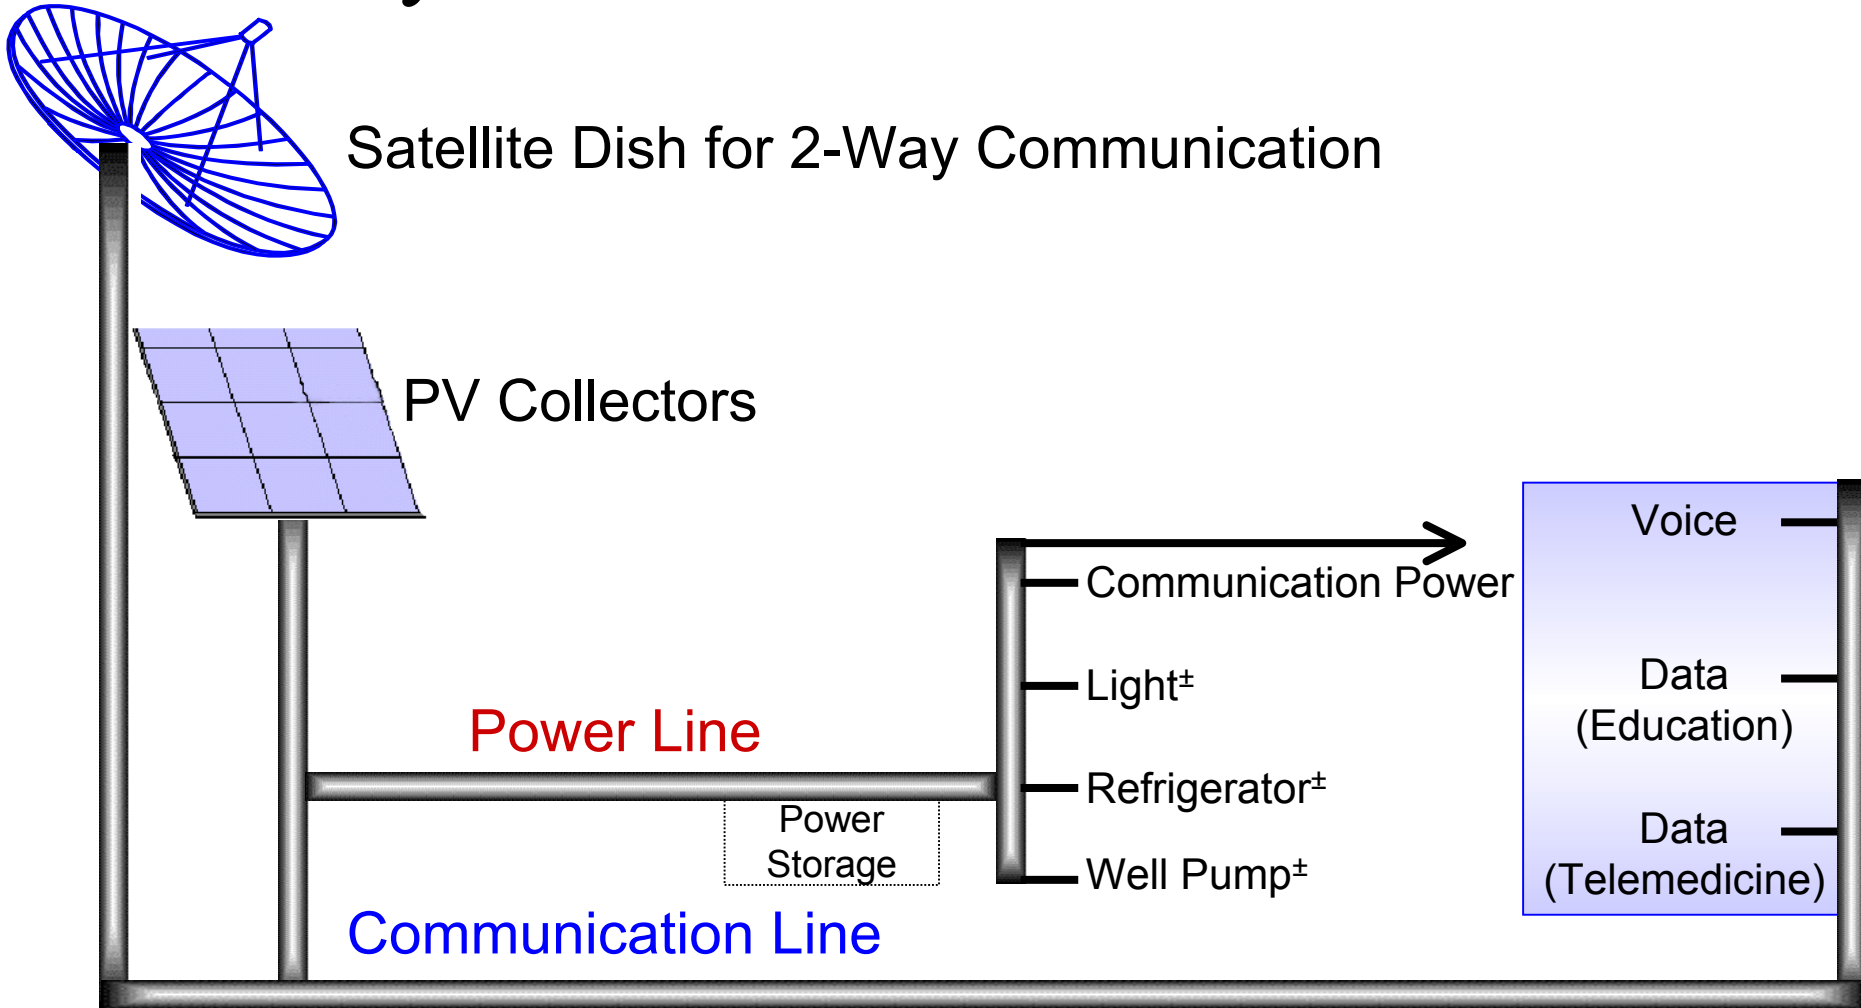 Satellite Dish for 2-Way Communication
PV Collectors
Voice
Communication Power
Light±
Data
(Education)
Power Line
Refrigerator±
Power
Storage
Data
(Telemedicine)
Well Pump±
Communication Line